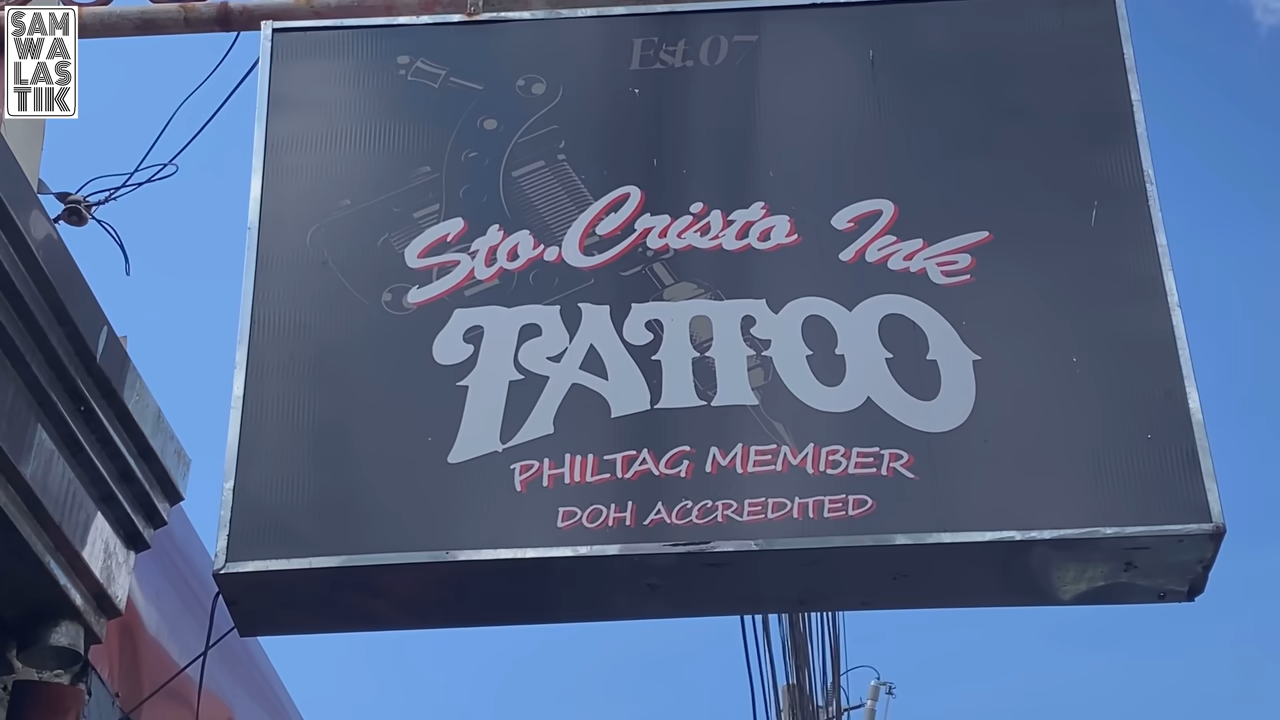 SAM
WA
LAS
TIK
Est.07
Sto.Cristo Ink
TATTOO
PHILTAG MEMBER
DOH ACCREDITED